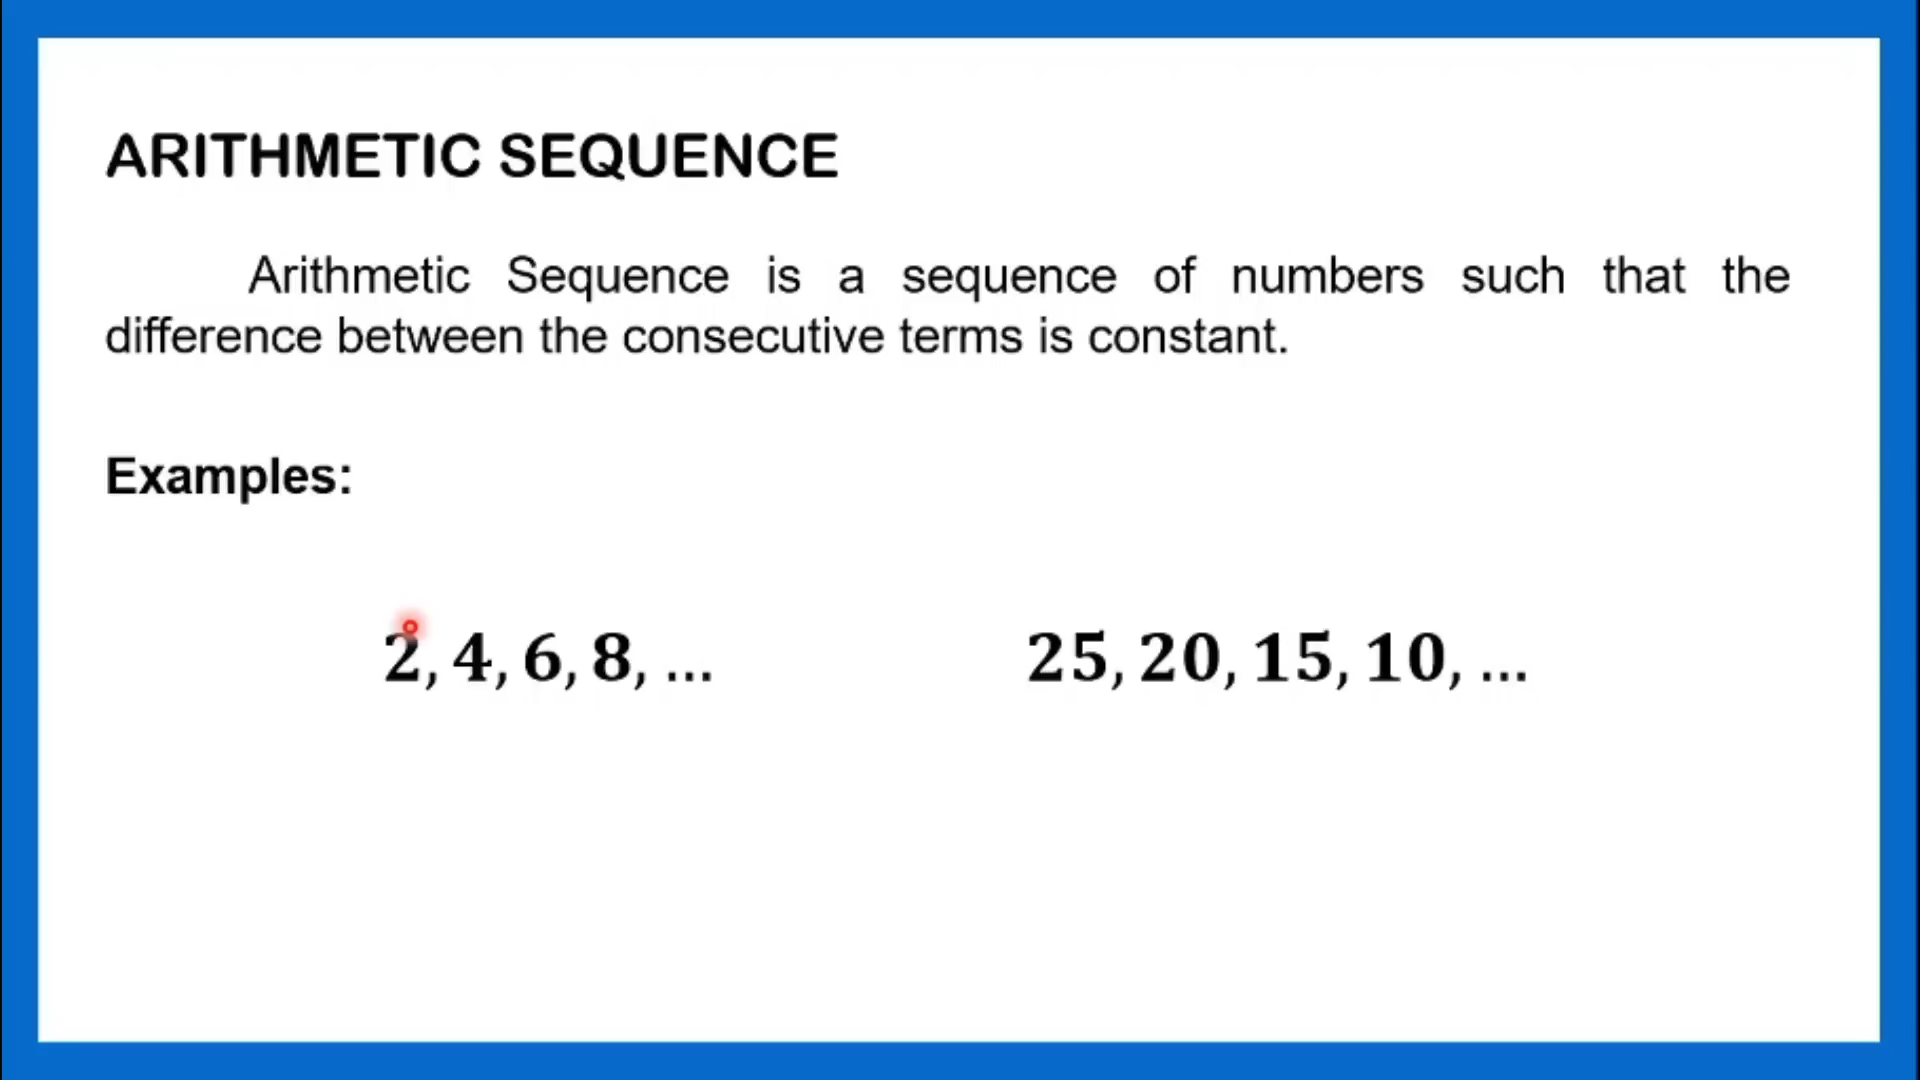 ARITHMETIC SEQUENCE
Arithmetic Sequence is a sequence of numbers such that the
difference between the consecutive terms is constant.
Examples:
2, 4, 6, 8, ...
25, 20, 15, 10, ...